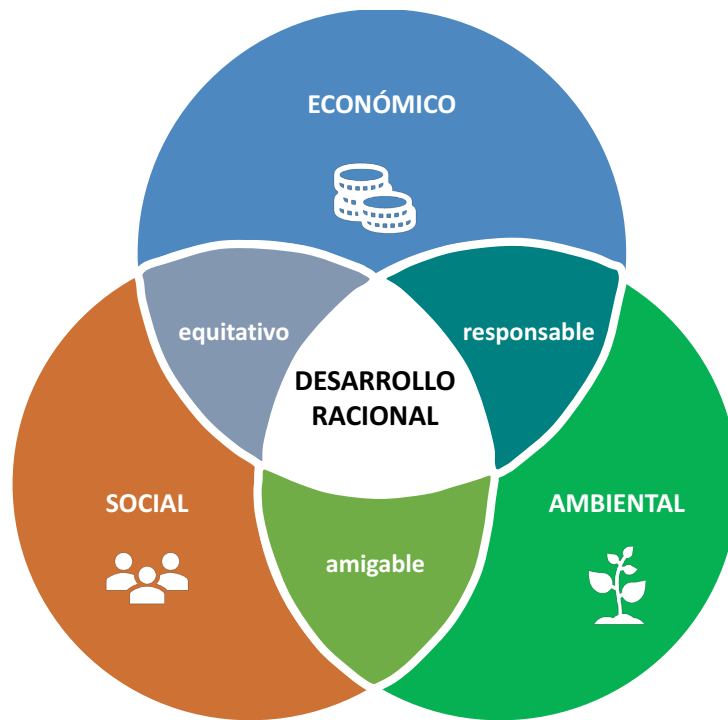 ECONÓMICO
equitativo
responsable
DESARROLLO
RACIONAL
SOCIAL
AMBIENTAL
amigable